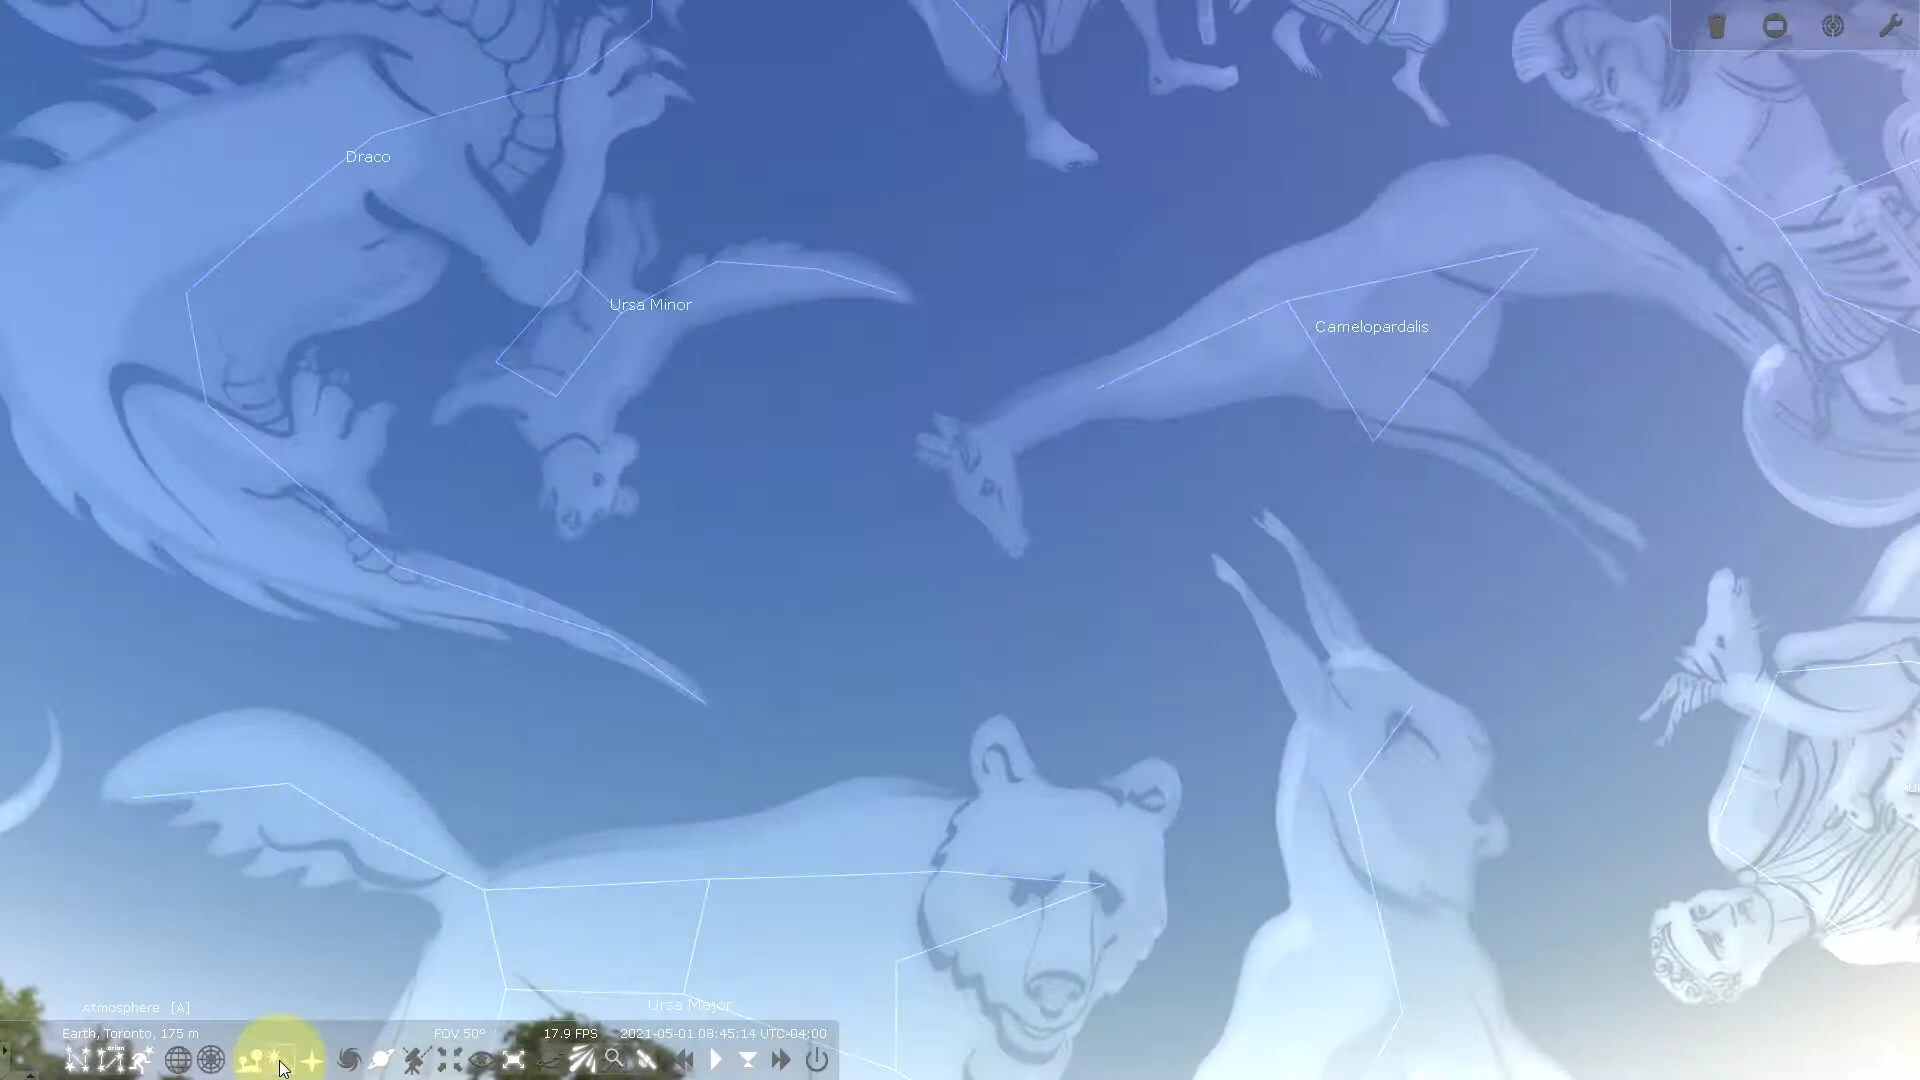 Draco
Ursa Minor
Camelopardalis
Ursa Major
Atmosphere [A]
Earth, Toronto, 175 m FOV 50° 17.9 FPS 2021-05-01 08:45:14 UTC-04:00